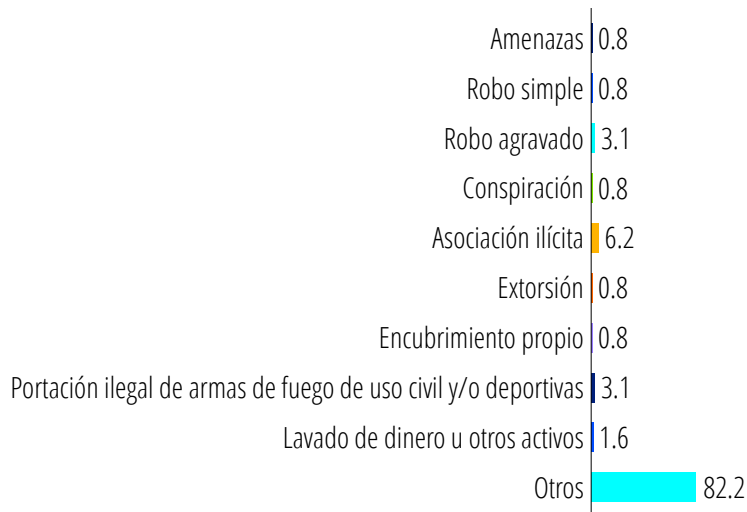 Amenazas 0.8
Robo simple 0.8
Robo agravado 3.1
Conspiración 0.8
Asociación ilícita 6.2
Extorsión 0.8
Encubrimiento propio 0.8
Portación ilegal de armas de fuego de uso civil y/o deportivas 3.1
Lavado de dinero u otros activos 1.6
Otros 82.2